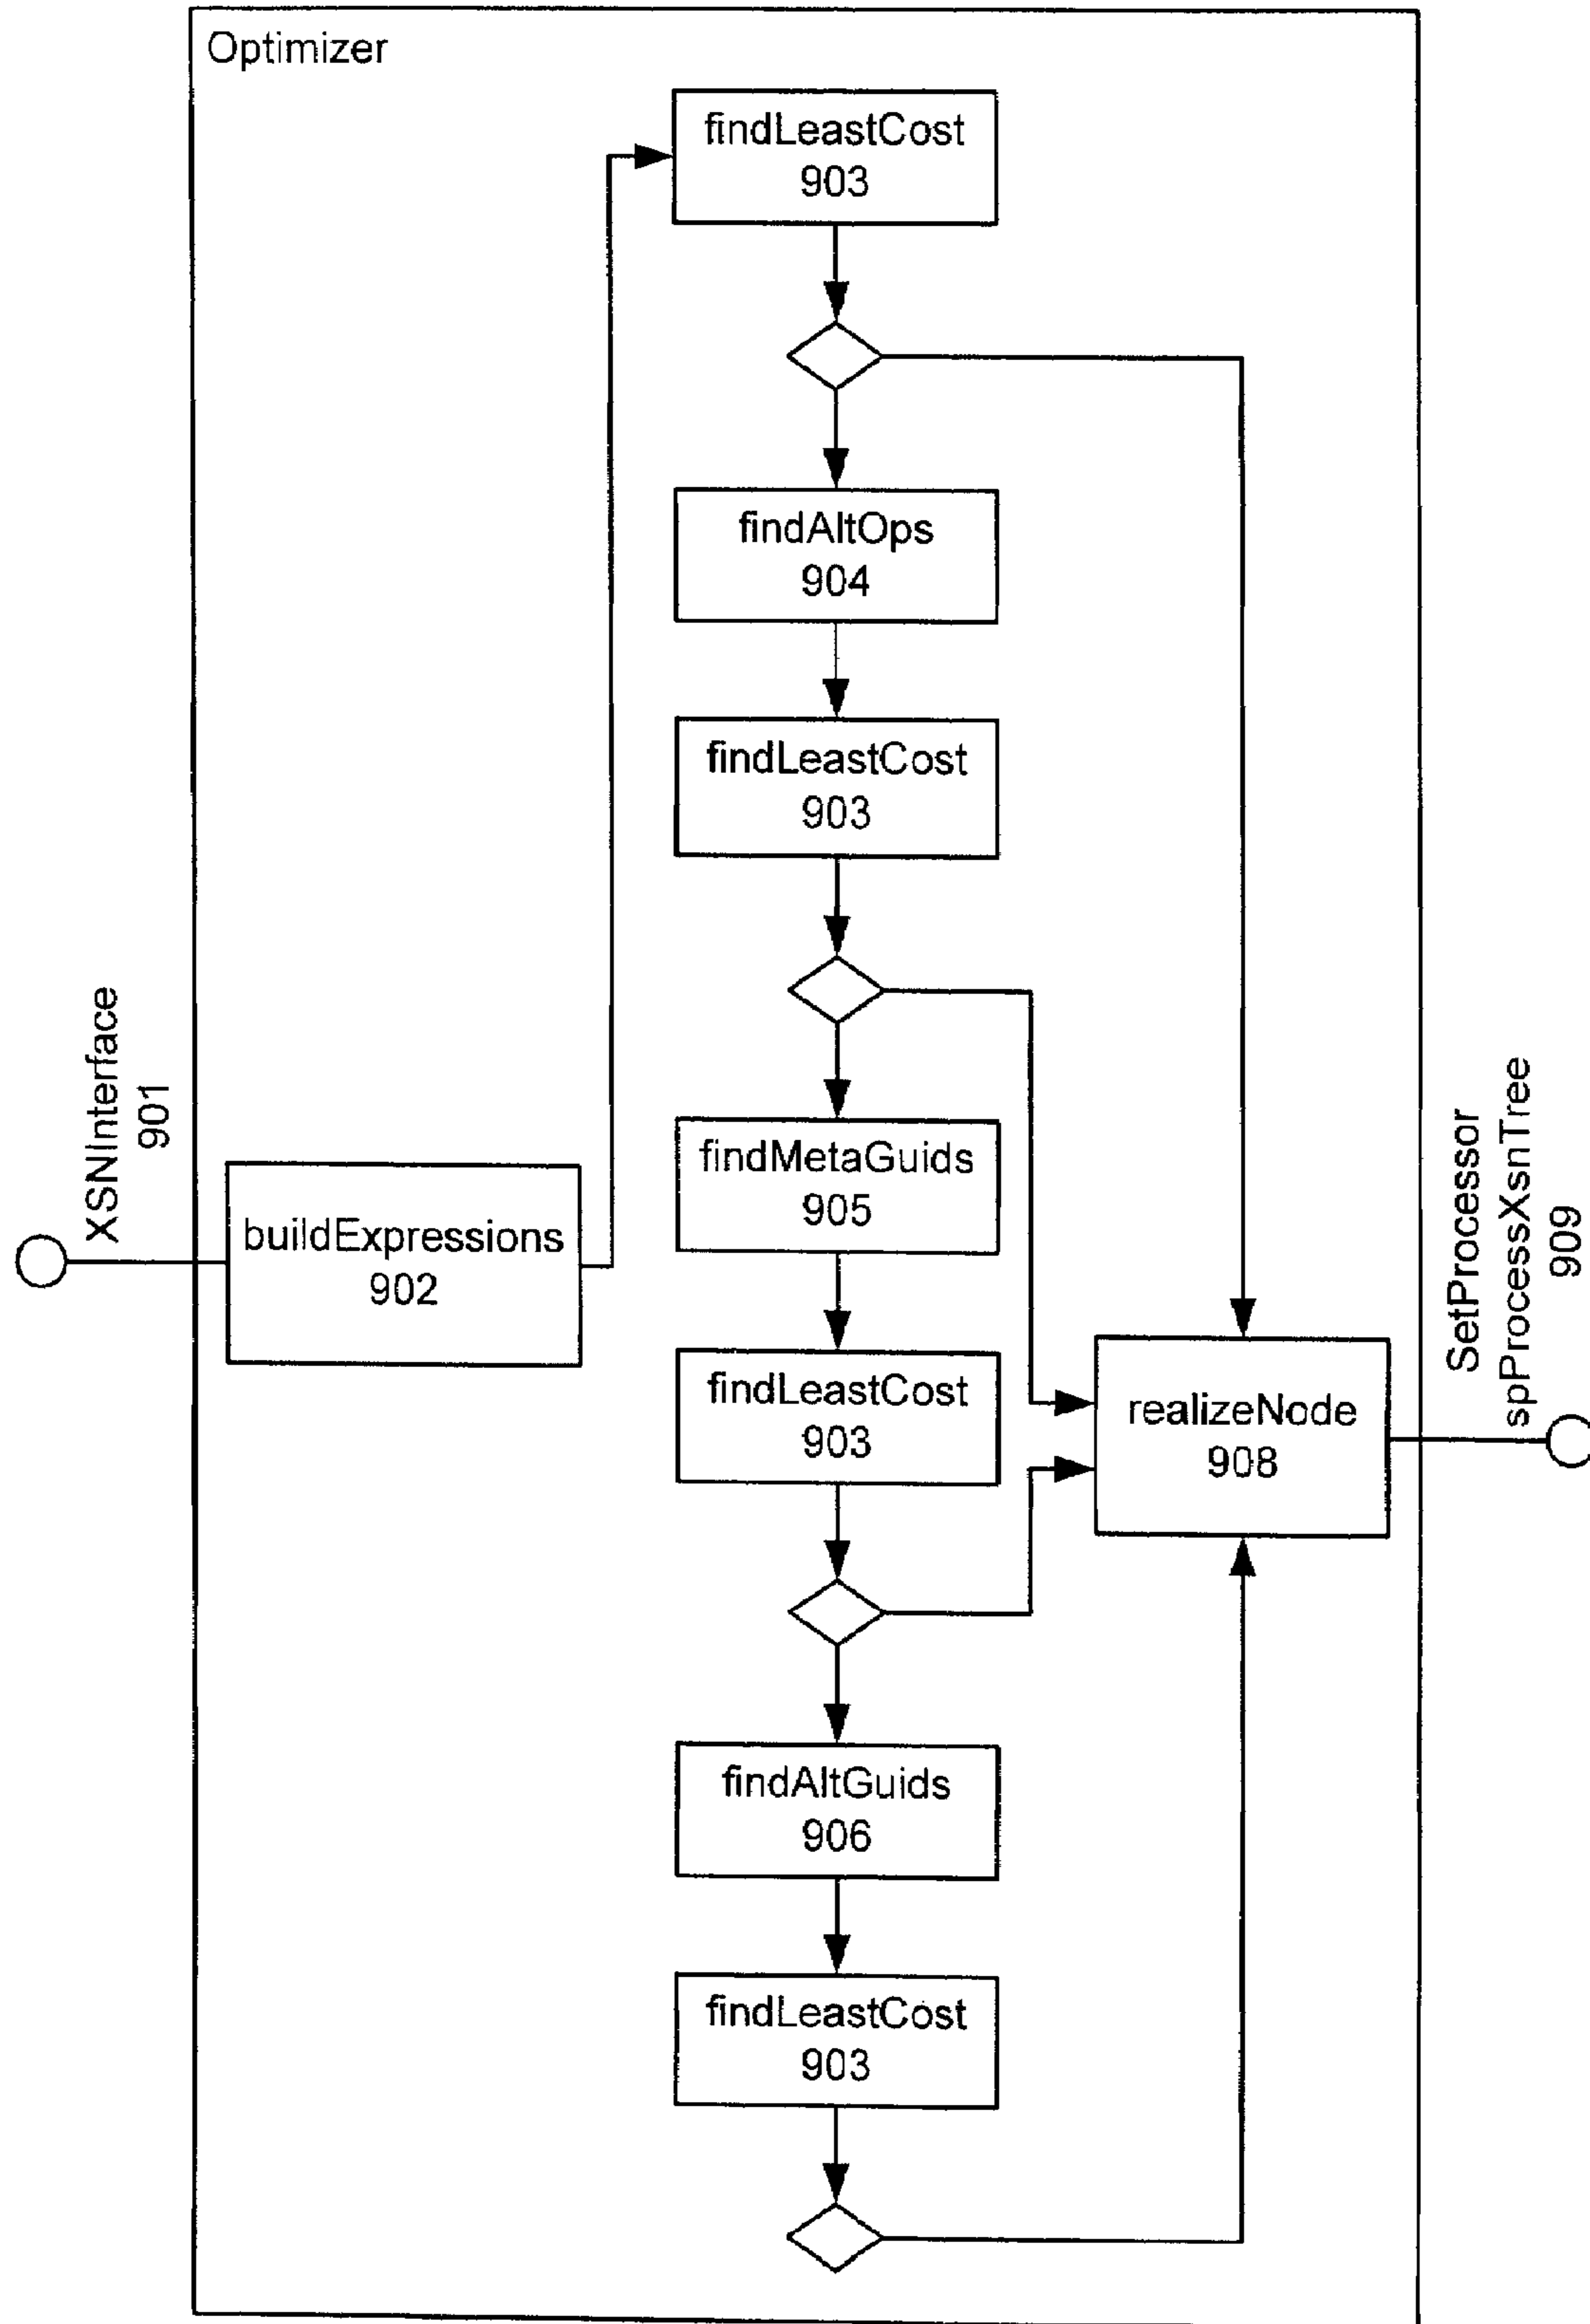 Optimizer
findLeastCost
903
findAltOps
904
findLeastCost
903
XSNInterface
901
buildExpressions
902
findMetaGuids
905
findLeastCost
903
realizeNode
908
SetProcessor
spProcessXsnTree
909
findAltGuids
906
findLeastCost
903